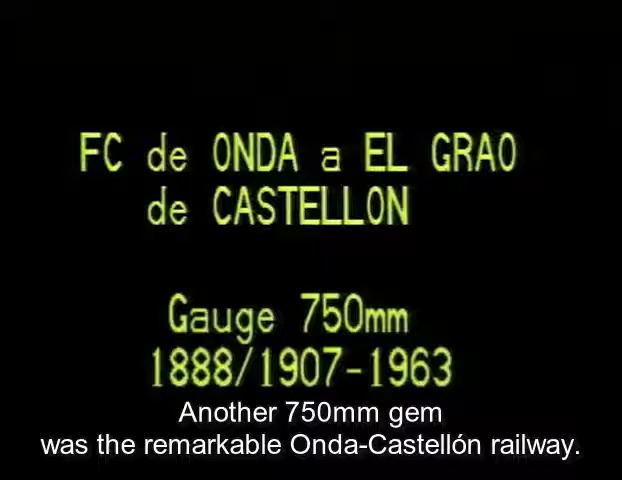 FC de ONDA a EL GRAO
de CASTELLON
Gauge 750mm
1888/1907-1963
Another 750mm gem
was the remarkable Onda-Castellón railway.